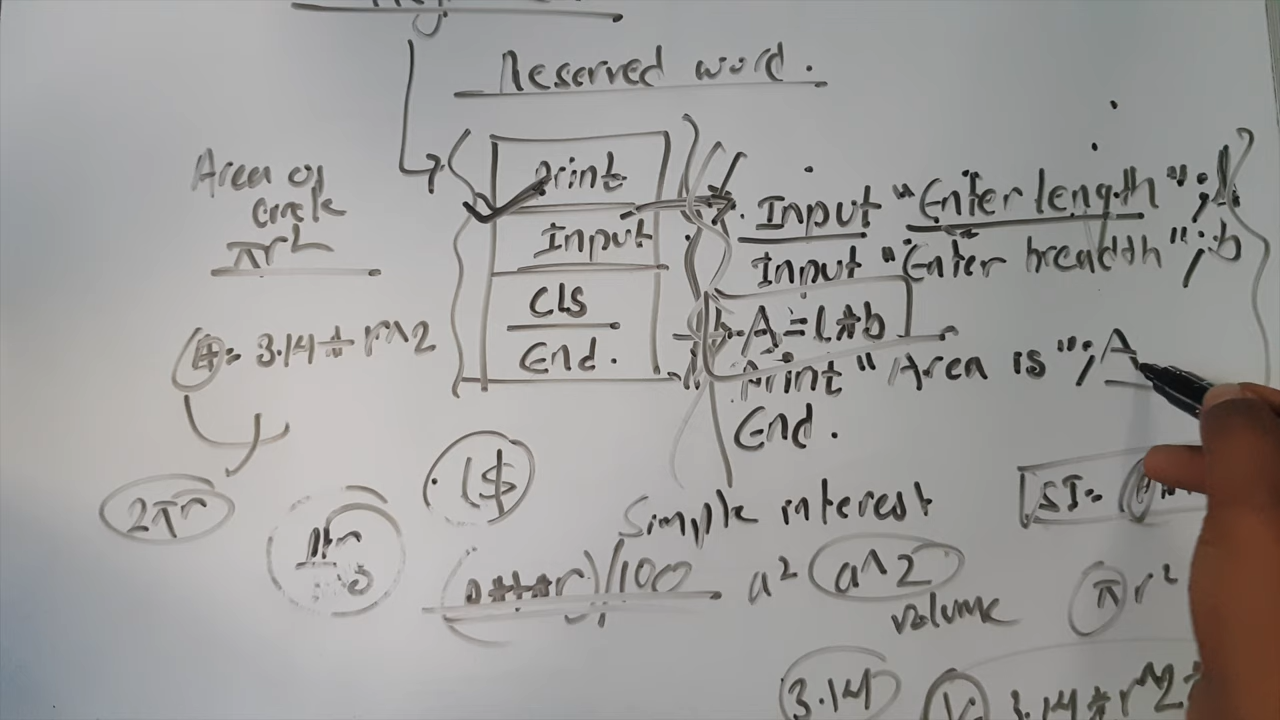 Reserved word.
Area of
circle
πr²
A= 3.14*r^2
Print
Input
CLS
End.
Input "Enter length";l
Input "Enter breadth";b
A=l*b
Print "Area is";A
End.
2πr
(p*t*r)/100
Simple interest
SI=
a² a^2
volume
πr²
3.14
3.14*r^2*